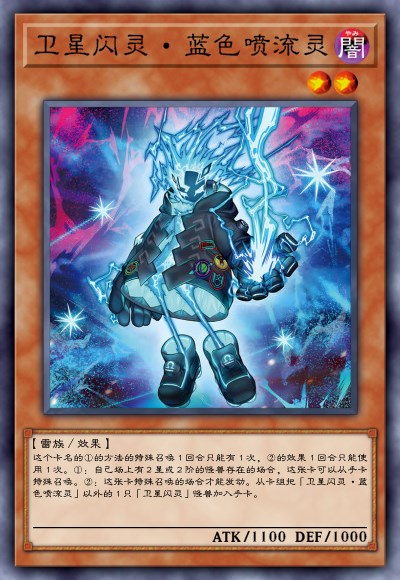 卫星闪灵・蓝色喷流灵
やみ
闇
【雷族／效果】
这个卡名的①的方法的特殊召唤1回合只能有1次，②的效果1回合只能使
用1次。①：自己场上有2星或2阶的怪兽存在的场合，这张卡可以从手卡
特殊召唤。②：这张卡特殊召唤的场合才能发动。从卡组把「卫星闪灵・蓝
色喷流灵」以外的1只「卫星闪灵」怪兽加入手卡。
ATK/1100 DEF/1000